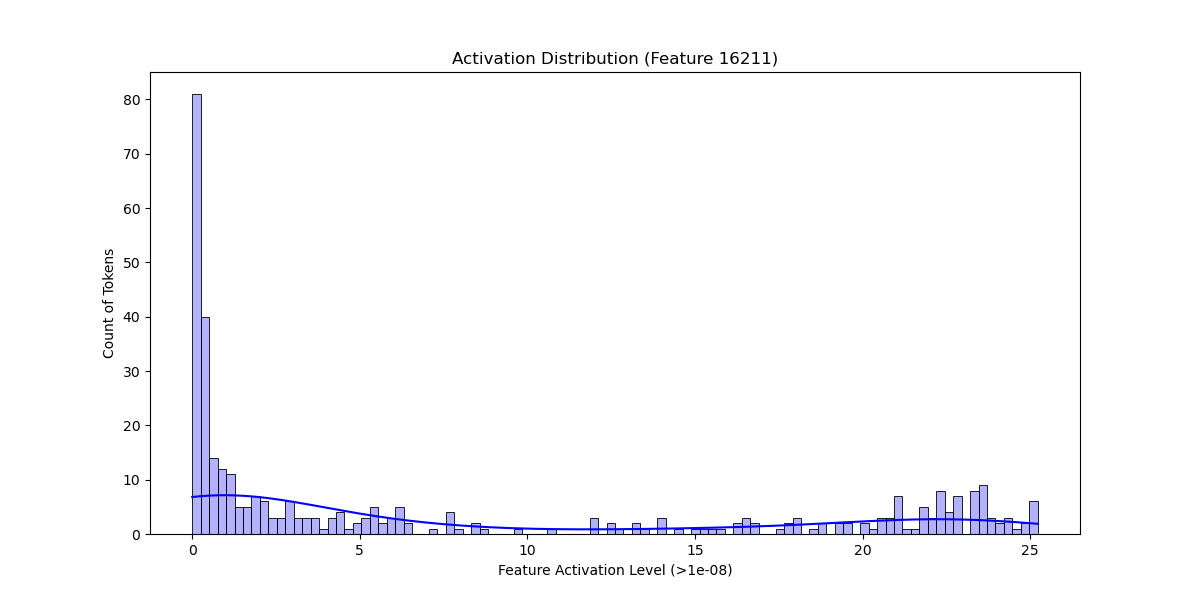 Activation Distribution (Feature 16211)
80
70
60
50
40
30
20
10
0
Count of Tokens
0 5 10 15 20 25
Feature Activation Level (>1e-08)